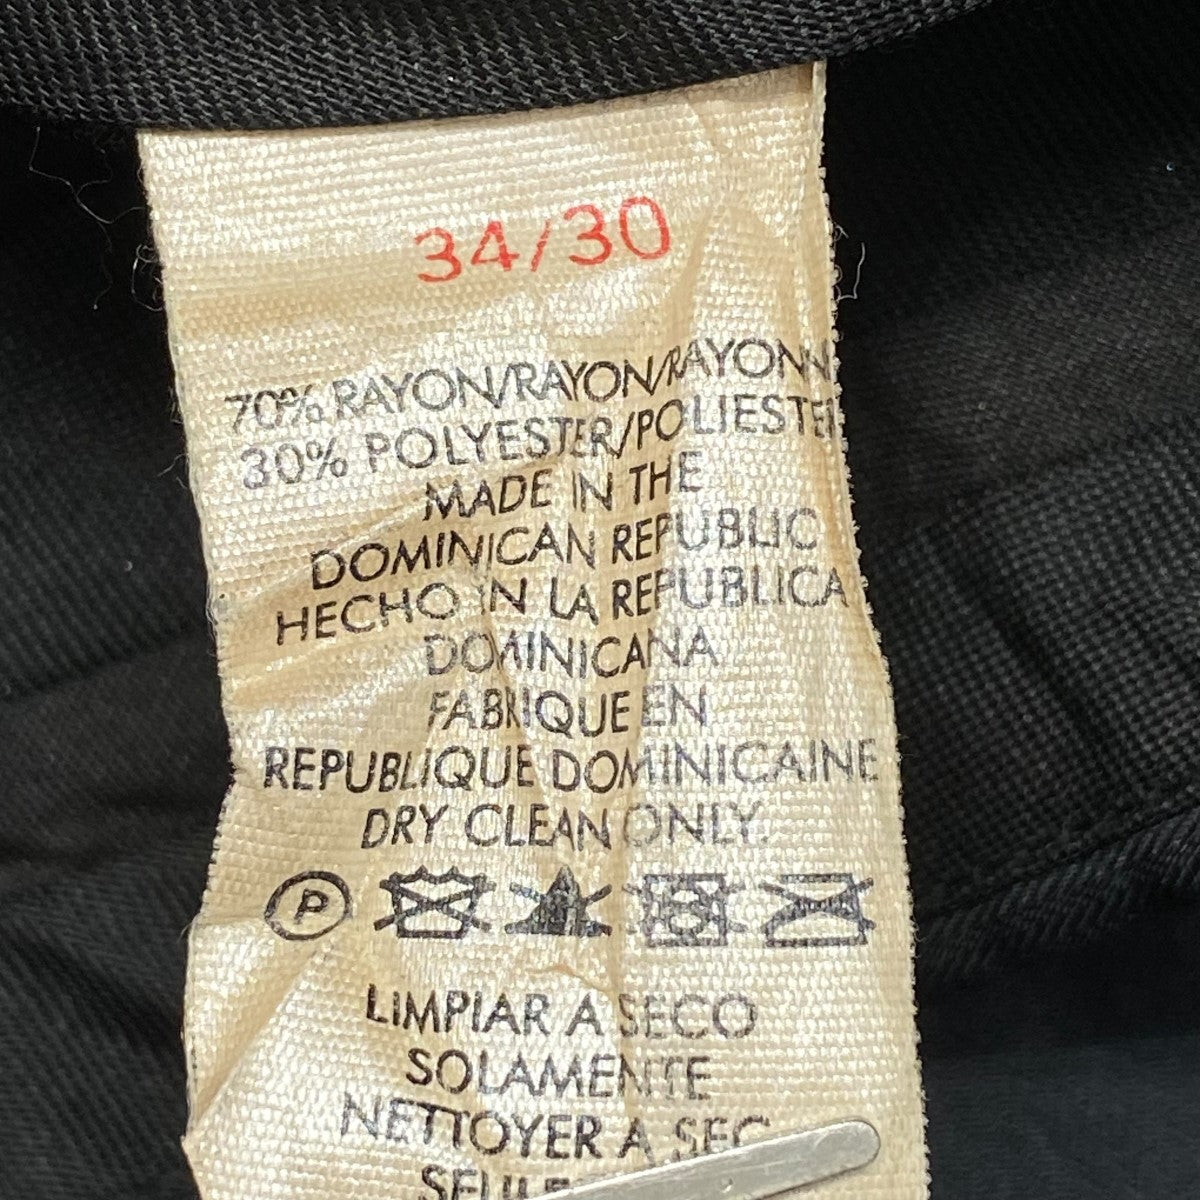 34/30
70% RAYON/RAYON/RAYONN
30% POLYESTER/POLIESTER
MADE IN THE
DOMINICAN REPUBLIC
HECHO IN LA REPUBLICA
DOMINICANA
FABRIQUE EN
REPUBLIQUE DOMINICAINE
DRY CLEAN ONLY.
P
LIMPIAR A SECO
SOLAMENTE
NETTOYER A SEC